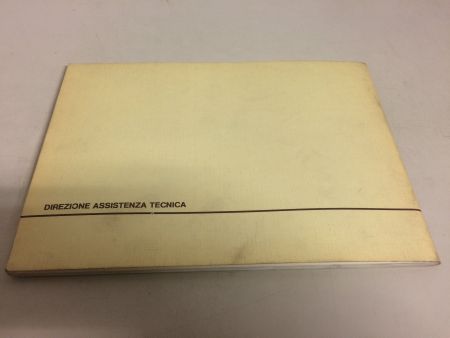 DIREZIONE ASSISTENZA TECNICA